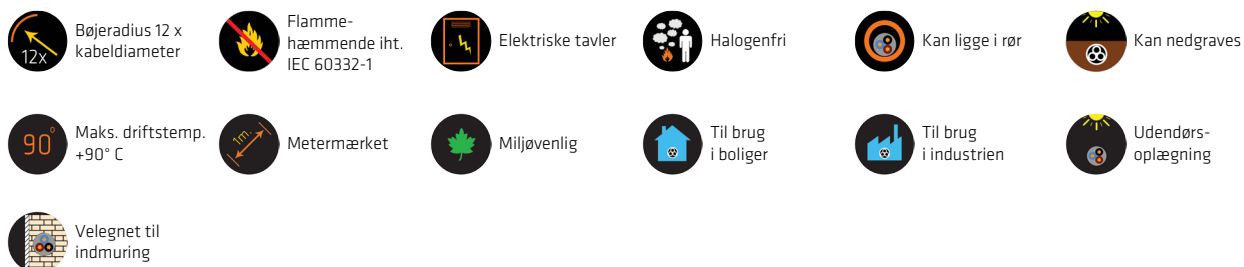 12x
Bøjeradius 12 x
kabeldiameter
Flamme-
hæmmende iht.
IEC 60332-1
Elektriske tavler
Halogenfri
Kan ligge i rør
Kan nedgraves
90°
Maks. driftstemp.
+90° C
1m.
Metermærket
Miljøvenlig
Til brug
i boliger
Til brug
i industrien
Udendørs-
oplægning
Velegnet til
indmuring